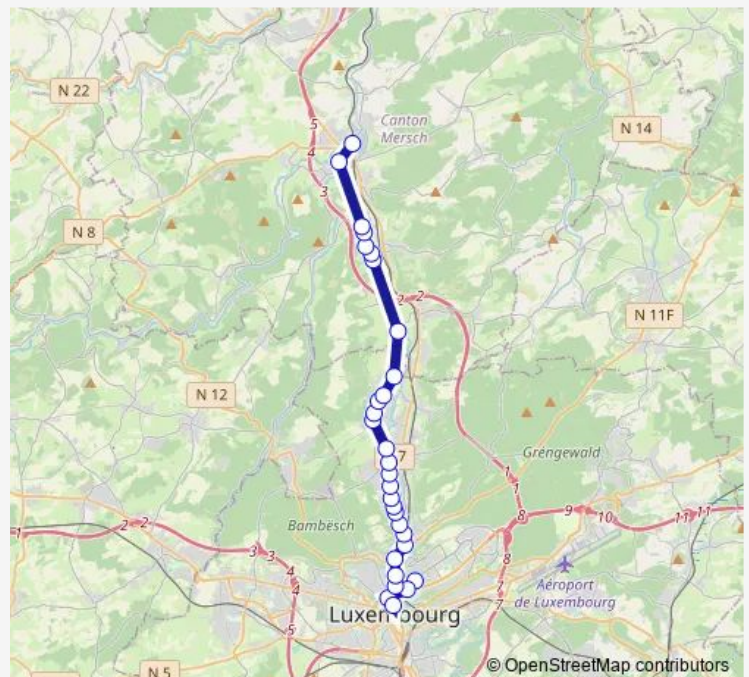 N 22
5
Canton
Mersch
4
N 14
3
N 8
2
2
N 11F
N 12
7
Grengewald
1
1
8
9
10
11
11
1
2
2
Bambësch
3
3
4
4
8
7
7
Aéroport
de Luxembourg
Luxembourg
5
N 5
© OpenStreetMap contributors